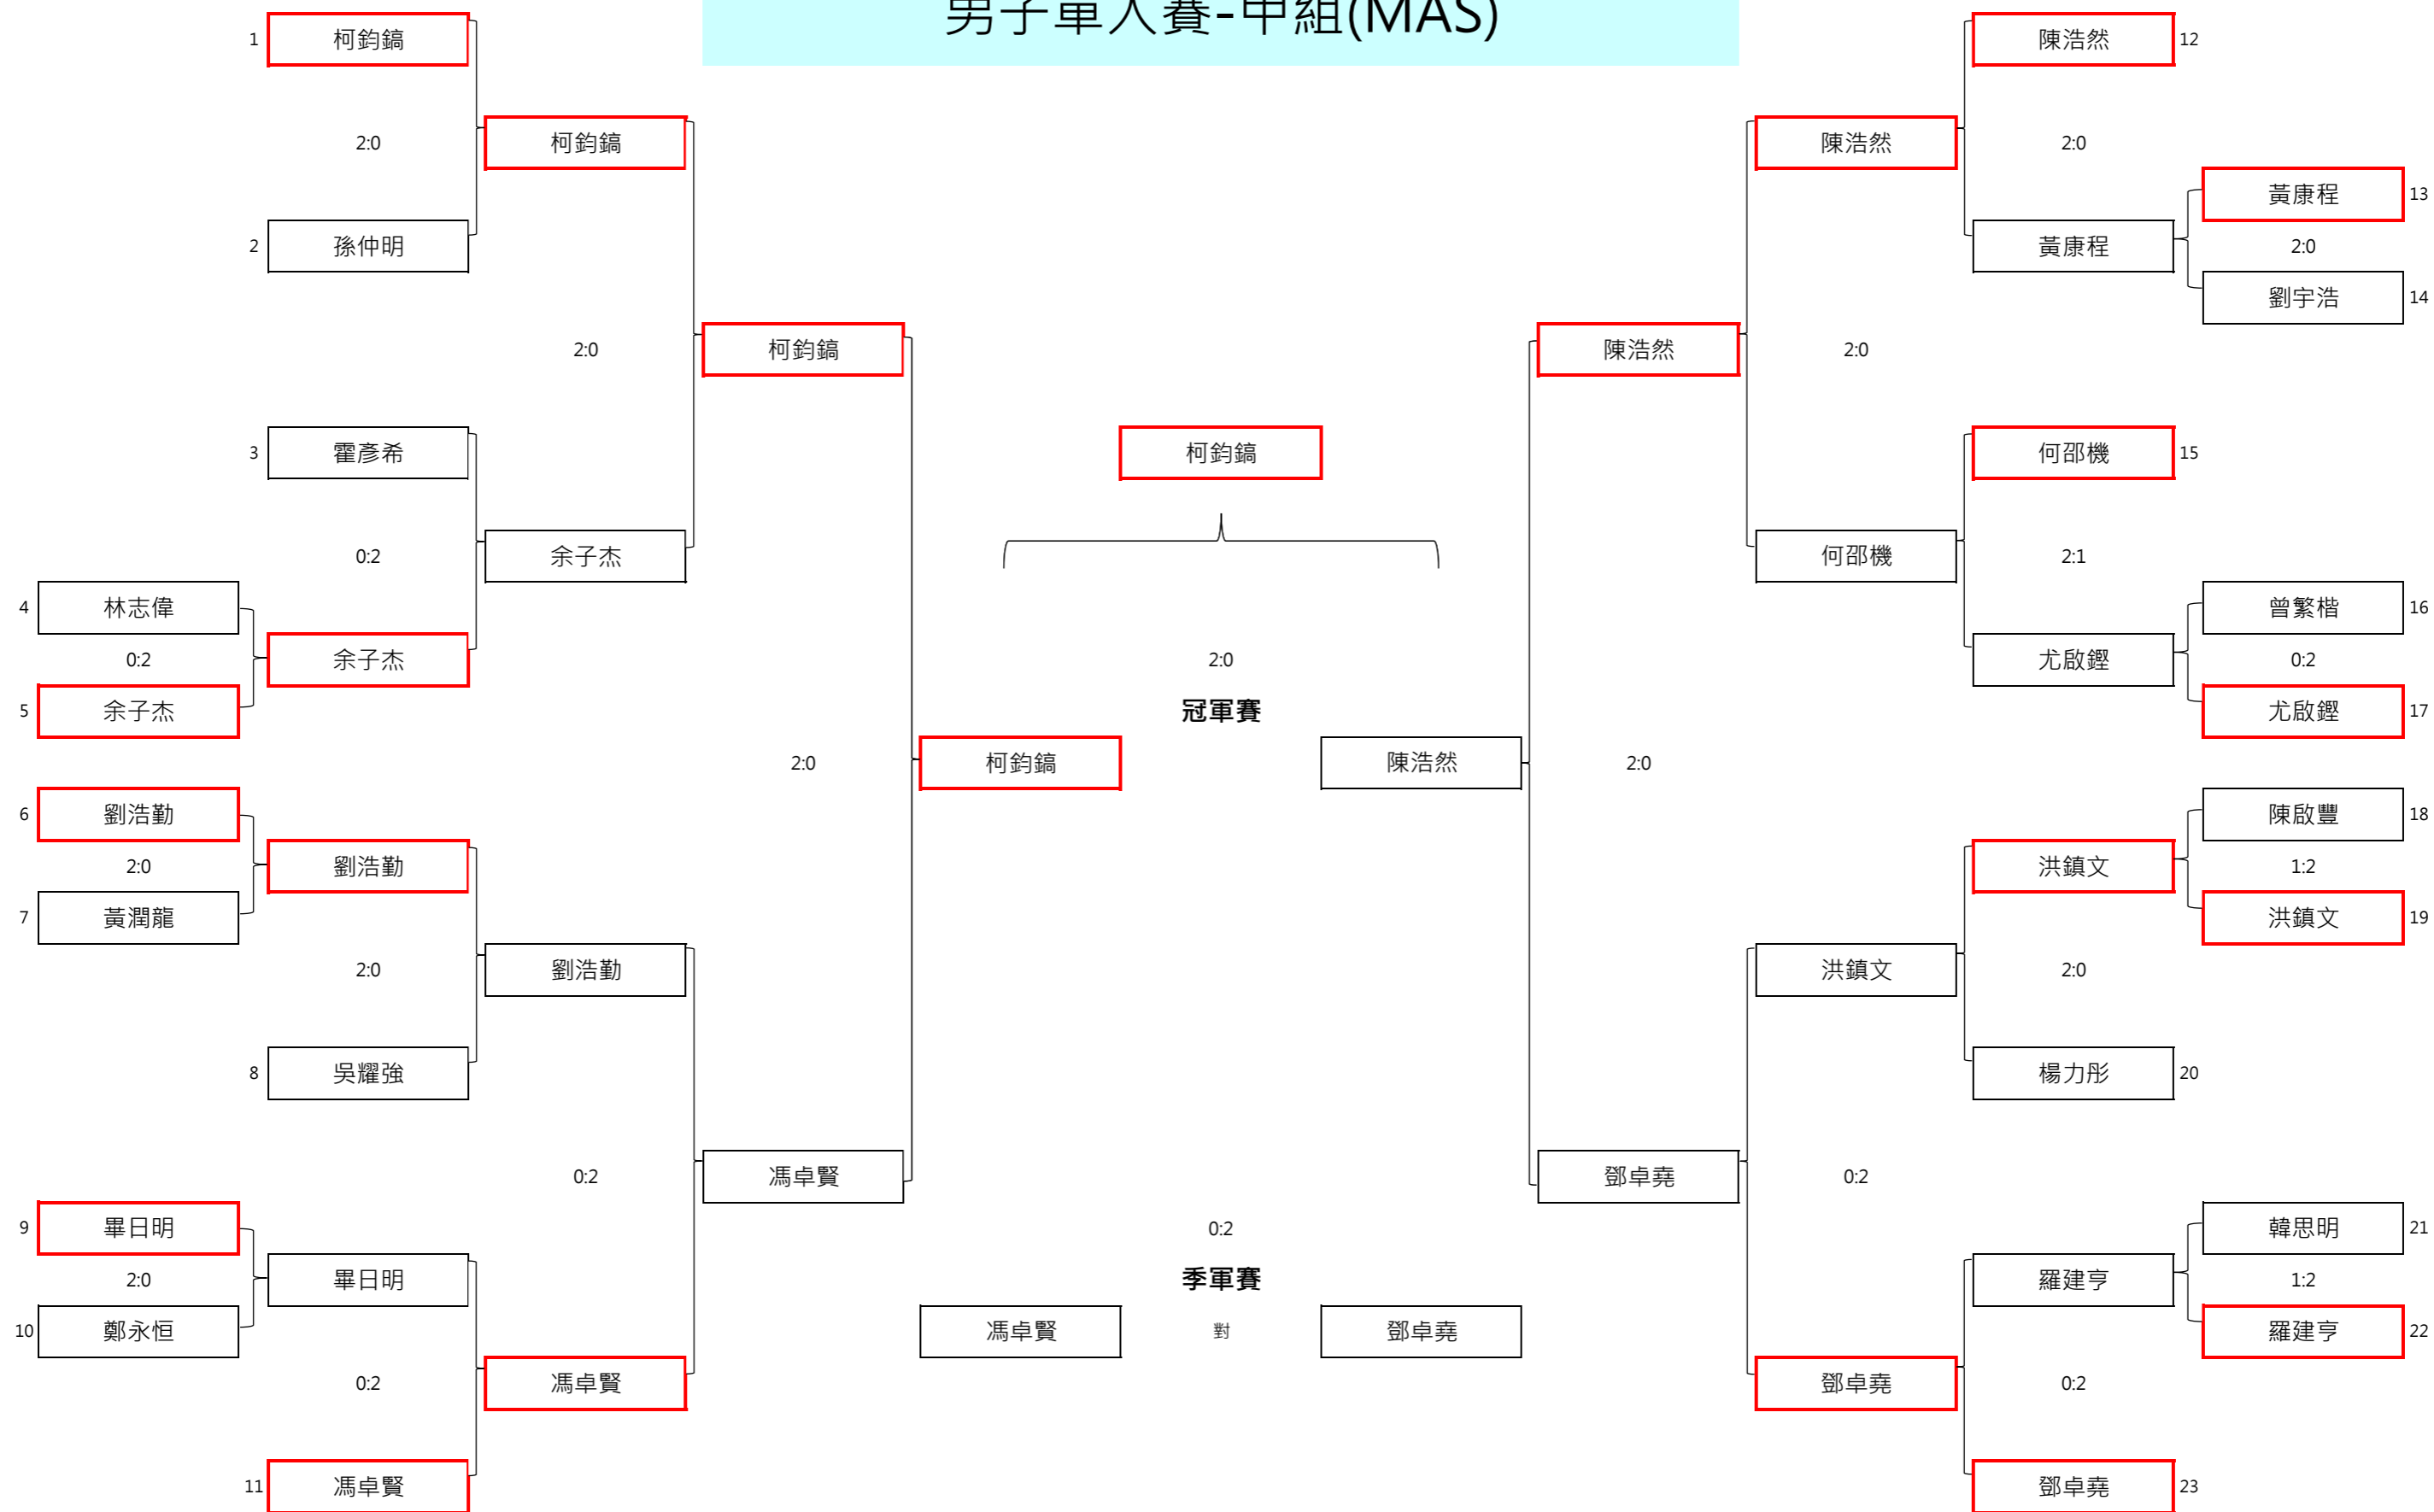 男子單人賽-甲組(MAS)
1 柯鈞鎬
2:0
2 孫仲明
柯鈞鎬
2:0
3 霍彥希
0:2
4 林志偉
0:2
5 余子杰
余子杰
余子杰
柯鈞鎬
2:0
6 劉浩勤
2:0
7 黃潤龍
劉浩勤
2:0
8 吳耀強
劉浩勤
0:2
9 畢日明
2:0
10 鄭永恒
畢日明
0:2
11 馮卓賢
馮卓賢
馮卓賢
柯鈞鎬
柯鈞鎬
2:0
冠軍賽
陳浩然
0:2
季軍賽
馮卓賢 對 鄧卓堯
陳浩然
2:0
鄧卓堯
陳浩然
2:0
何邵機
洪鎮文
0:2
鄧卓堯
陳浩然 12
2:0
黃康程
黃康程 13
2:0
劉宇浩 14
何邵機 15
2:1
尤啟鏗
曾繁楷 16
0:2
尤啟鏗 17
洪鎮文
陳啟豐 18
1:2
洪鎮文 19
2:0
楊力彤 20
羅建亨
韓思明 21
1:2
羅建亨 22
0:2
鄧卓堯 23